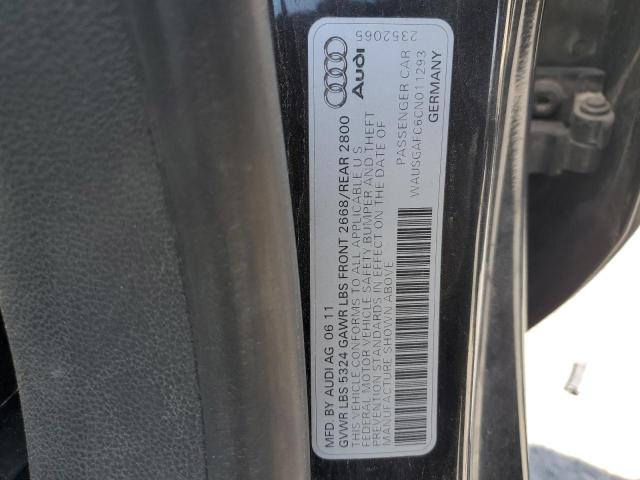 MFD. BY AUDI AG 06 11
GVWR LBS 5324 GAWR LBS FRONT 2668/REAR 2800
THIS VEHICLE CONFORMS TO ALL APPLICABLE U S
FEDERAL MOTOR VEHICLE SAFETY BUMPER AND THEFT
PREVENTION STANDARDS IN EFFECT ON THE DATE OF
MANUFACTURE SHOWN ABOVE
Audi
2352065
PASSENGER CAR
WAUSGAFC6CN011293
GERMANY